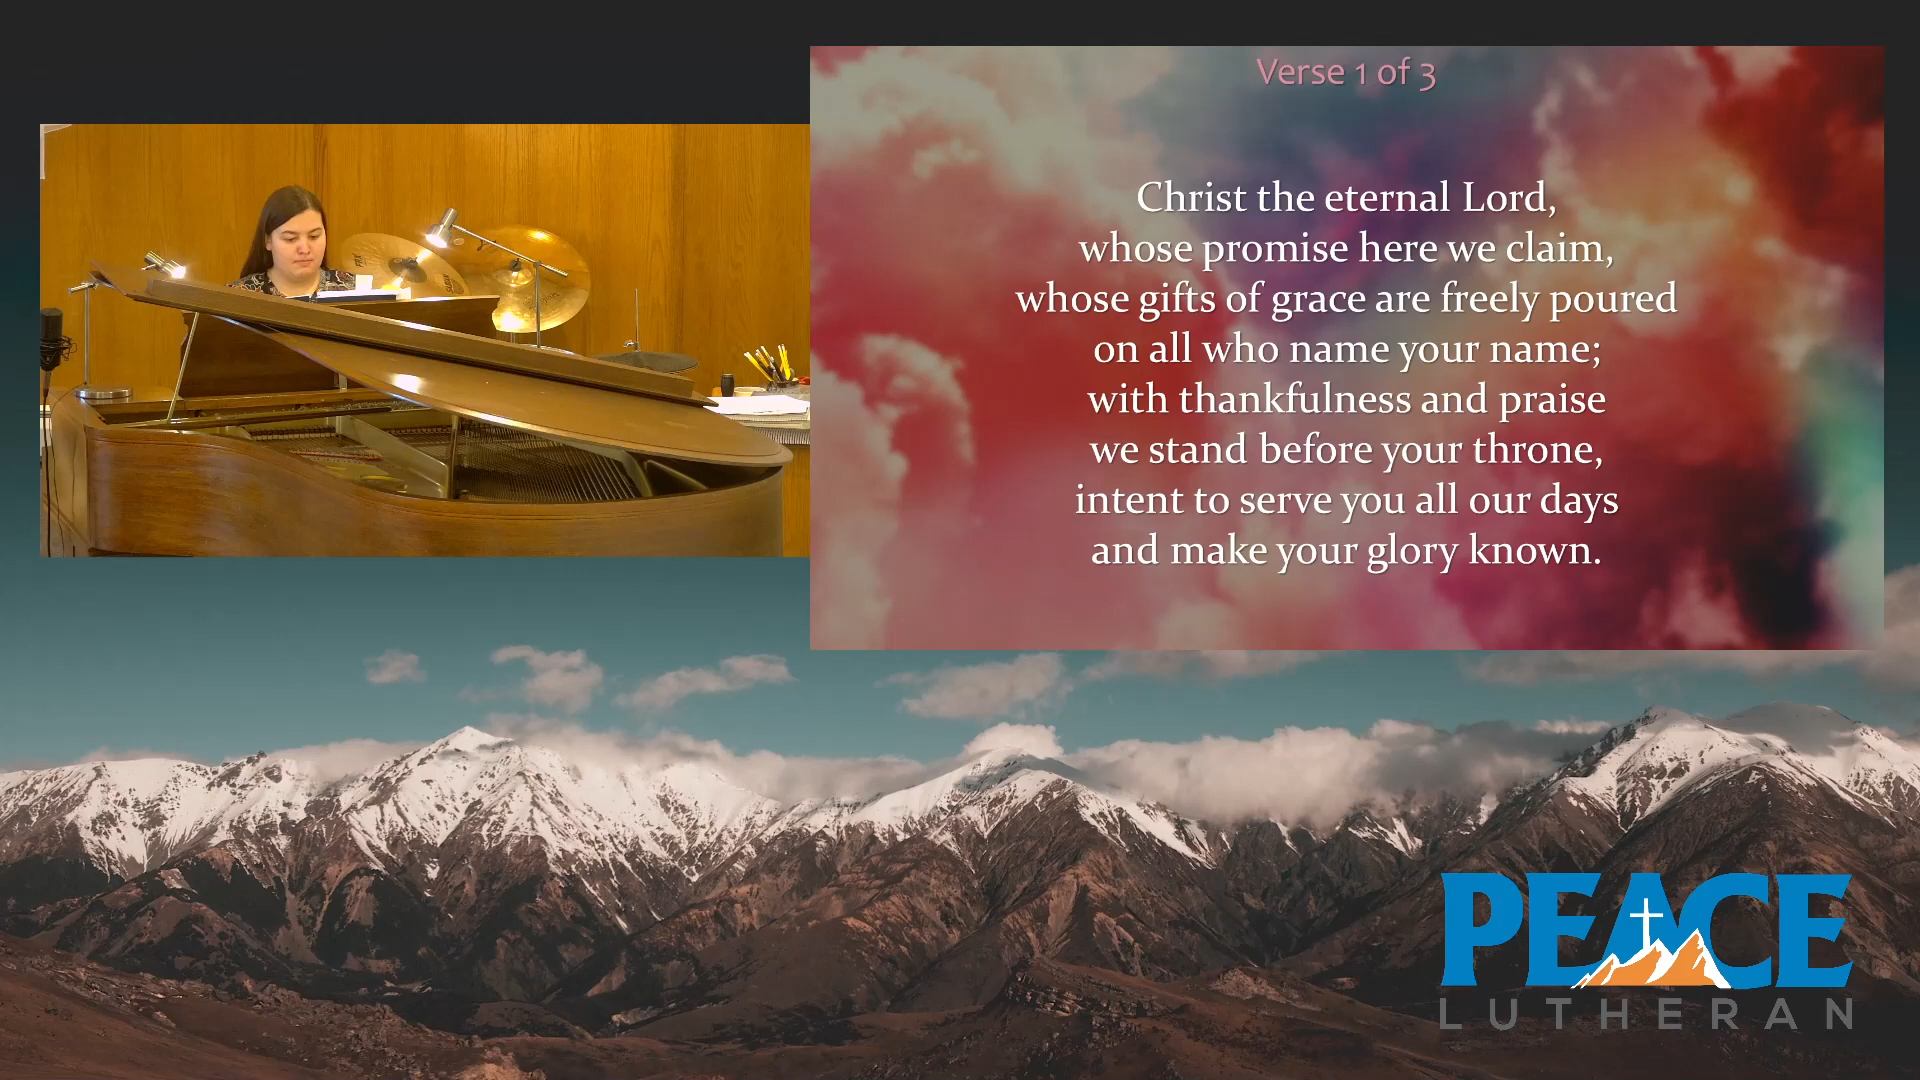 Verse 1 of 3
Christ the eternal Lord,
whose promise here we claim,
whose gifts of grace are freely poured
on all who name your name;
with thankfulness and praise
we stand before your throne,
intent to serve you all our days
and make your glory known.
PEACE
LUTHERAN